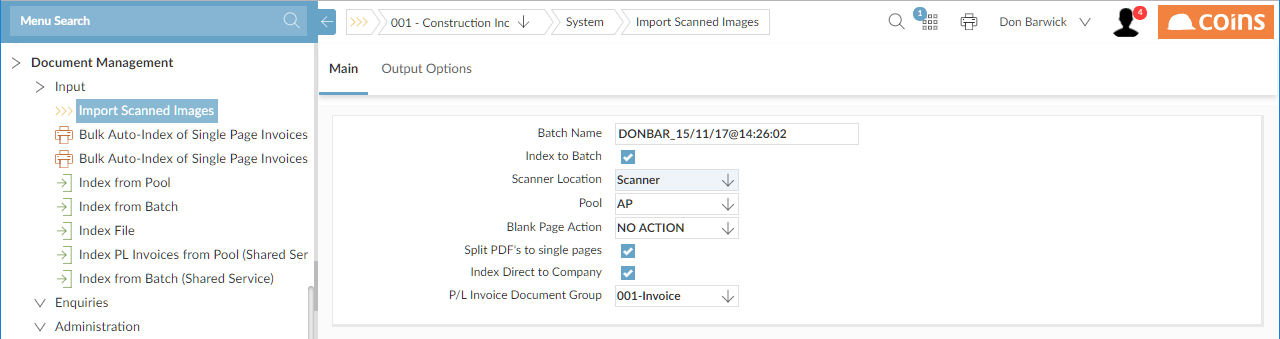 Menu Search
001 - Construction Inc
System
Import Scanned Images
1
Don Barwick
4
coins
Document Management
Input
Import Scanned Images
Bulk Auto-Index of Single Page Invoices
Bulk Auto-Index of Single Page Invoices
Index from Pool
Index from Batch
Index File
Index PL Invoices from Pool (Shared Ser
Index from Batch (Shared Service)
Enquiries
Administration
Main
Output Options
Batch Name DONBAR_15/11/17@14:26:02
Index to Batch
Scanner Location Scanner
Pool AP
Blank Page Action NO ACTION
Split PDF's to single pages
Index Direct to Company
P/L Invoice Document Group 001-Invoice